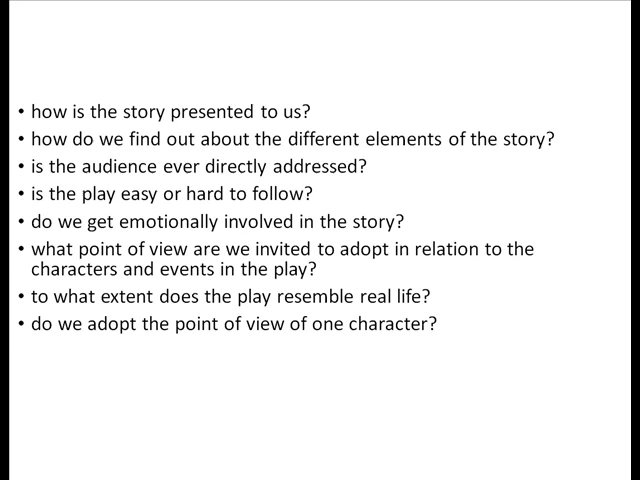 • how is the story presented to us?
• how do we find out about the different elements of the story?
• is the audience ever directly addressed?
• is the play easy or hard to follow?
• do we get emotionally involved in the story?
• what point of view are we invited to adopt in relation to the
characters and events in the play?
• to what extent does the play resemble real life?
• do we adopt the point of view of one character?